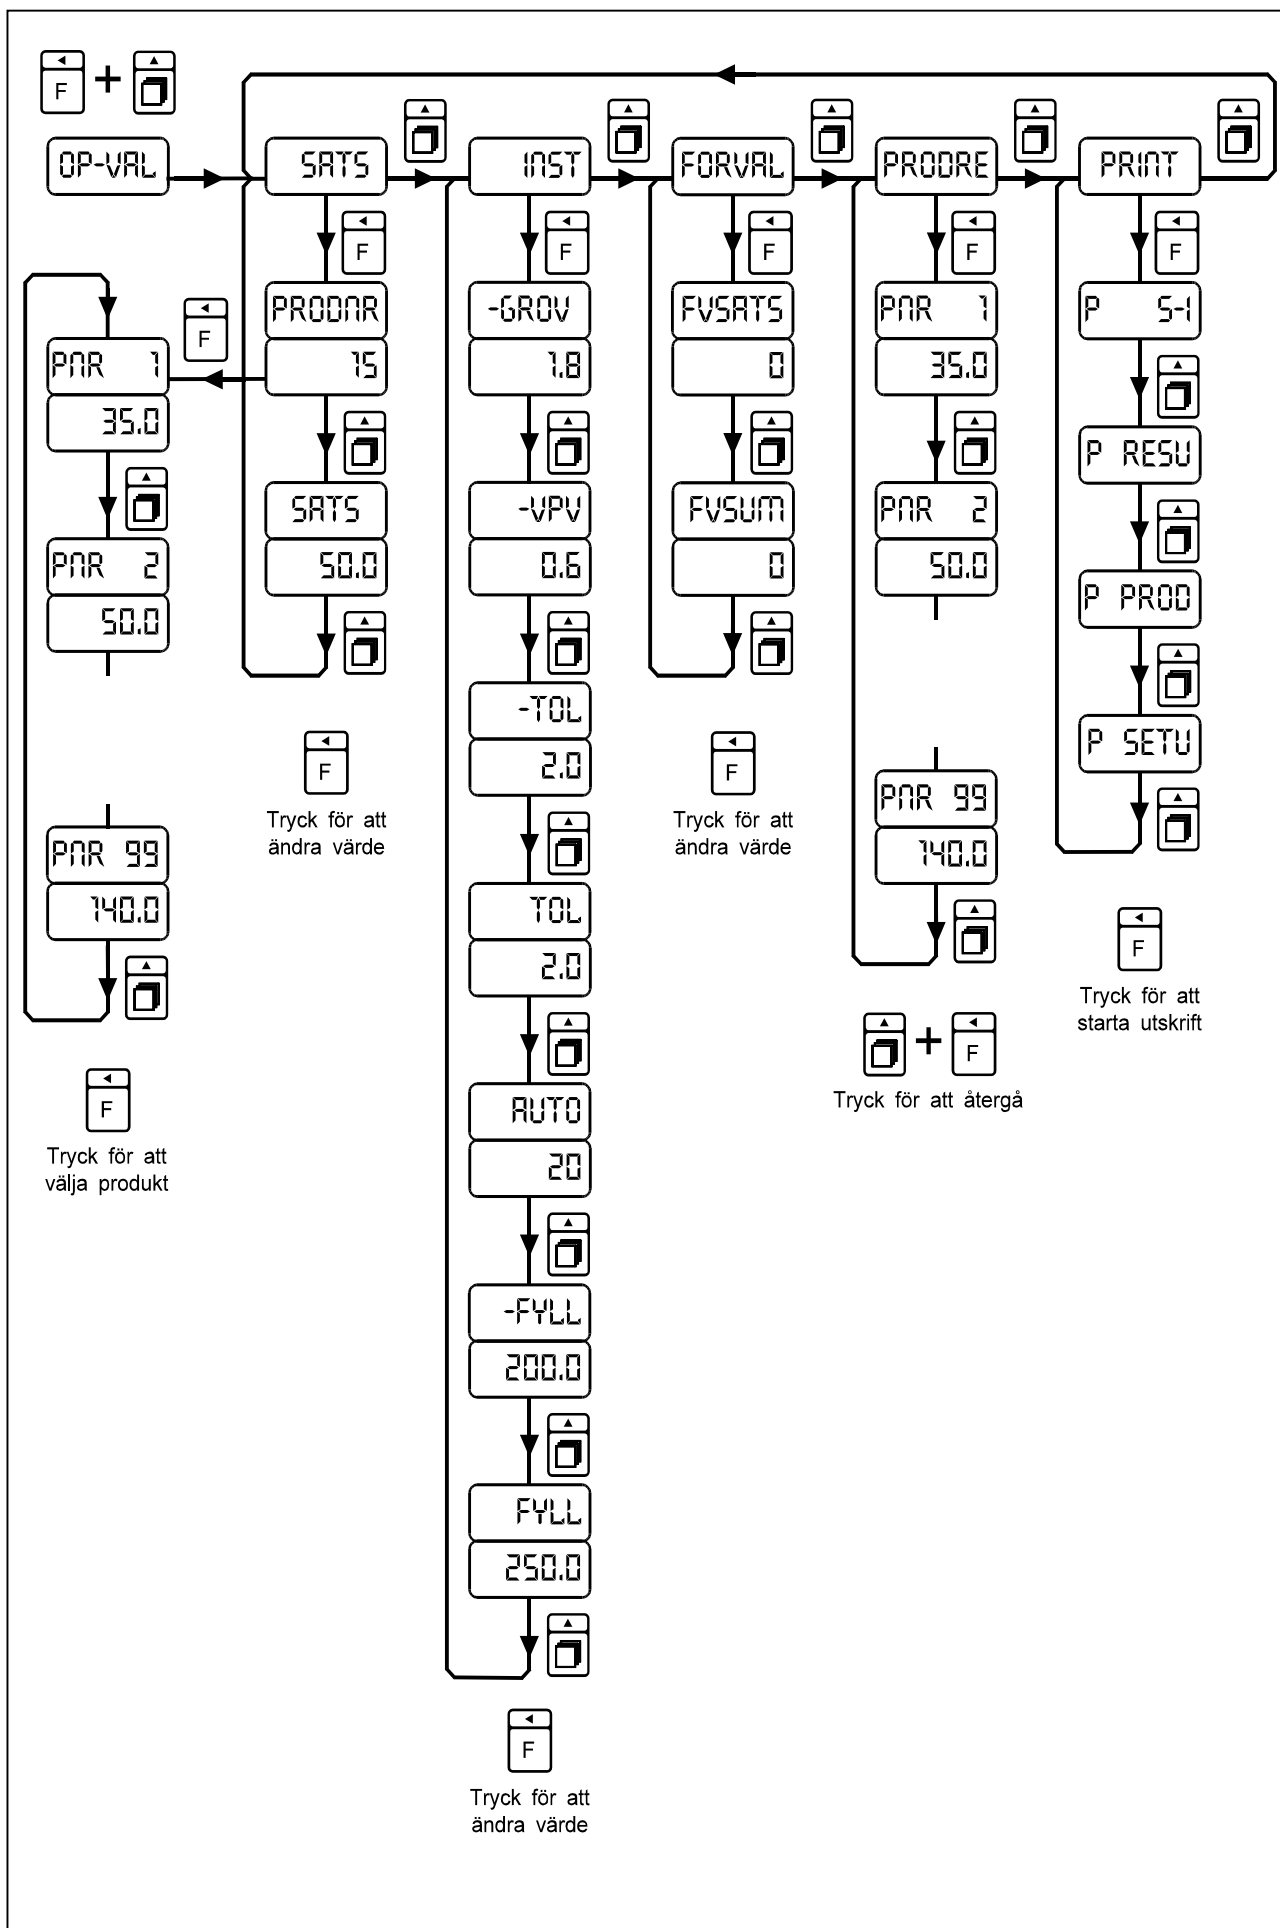 F + 
OP-VAL
SATS
INST
FORVAL
PRODRE
PRINT
F
F
F
F
F
F
PRODNR
15
SATS
50.0
PNR 1
35.0
PNR 2
50.0
PNR 99
140.0
F
Tryck för att
välja produkt
F
Tryck för att
ändra värde
-GROV
1.8
-VPV
0.6
-TOL
2.0
TOL
2.0
AUTO
20
-FYLL
200.0
FYLL
250.0
F
Tryck för att
ändra värde
FVSATS
0
FVSUM
0
F
Tryck för att
ändra värde
PNR 1
35.0
PNR 2
50.0
PNR 99
140.0
+ F
Tryck för att återgå
P S-1
P RESU
P PROD
P SETU
F
Tryck för att
starta utskrift